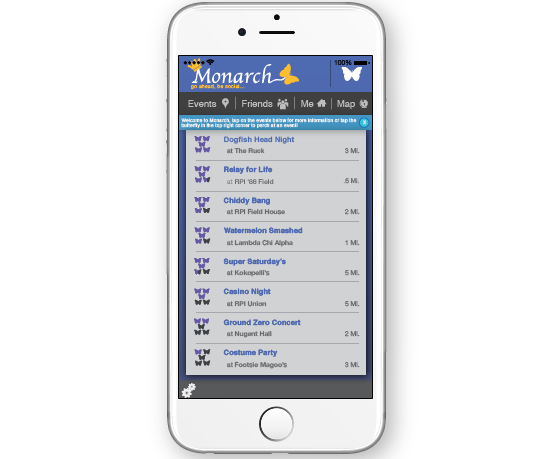 100%
Monarch
go ahead, be social...
Events | Friends | Me | Map
Welcome to Monarch, tap on the events below for more information or tap the
butterfly in the top right corner to perch at an event!
Dogfish Head Night
at The Ruck 3 Mi.
Relay for Life
at RPI '86 Field .5 Mi.
Chiddy Bang
at RPI Field House 2 Mi.
Watermelon Smashed
at Lambda Chi Alpha 1 Mi.
Super Saturday's
at Kokopelli's 5 Mi.
Casino Night
at RPI Union 5 Mi.
Ground Zero Concert
at Nugent Hall 2 Mi.
Costume Party
at Footsie Magoo's 3 Mi.